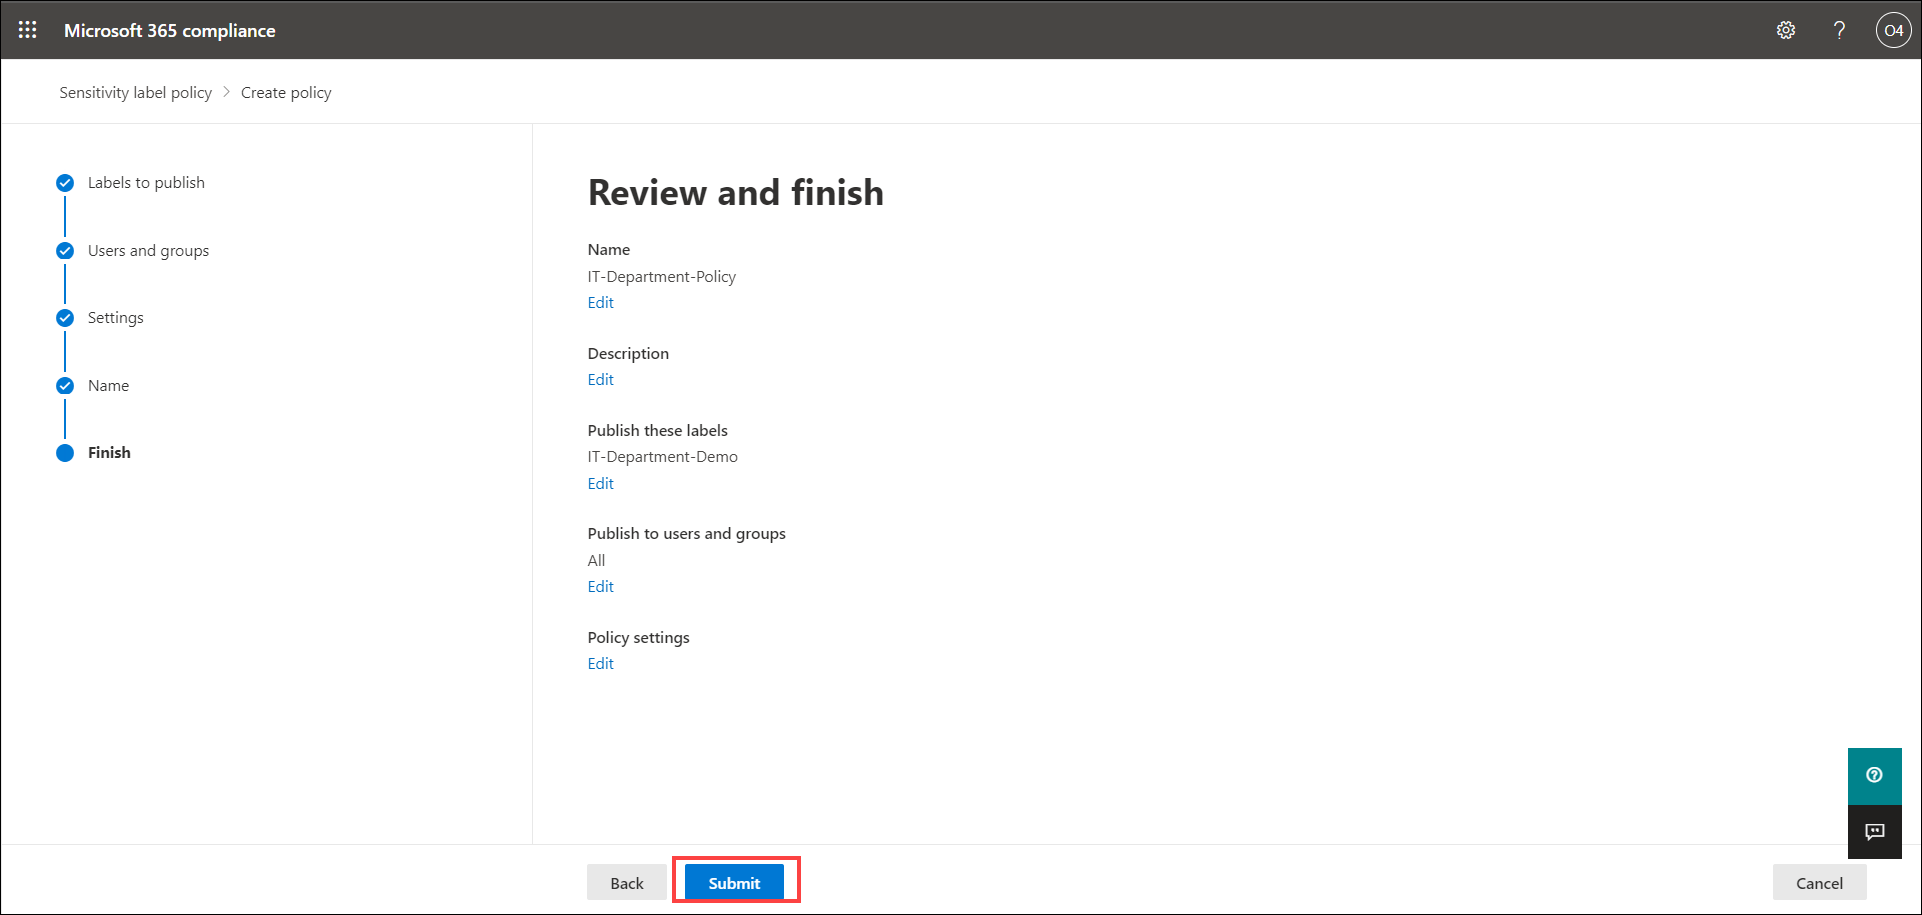 Microsoft 365 compliance
?
O4
Sensitivity label policy > Create policy
Labels to publish
Users and groups
Settings
Name
Finish
Review and finish
Name
IT-Department-Policy
Edit
Description
Edit
Publish these labels
IT-Department-Demo
Edit
Publish to users and groups
All
Edit
Policy settings
Edit
Back
Submit
Cancel